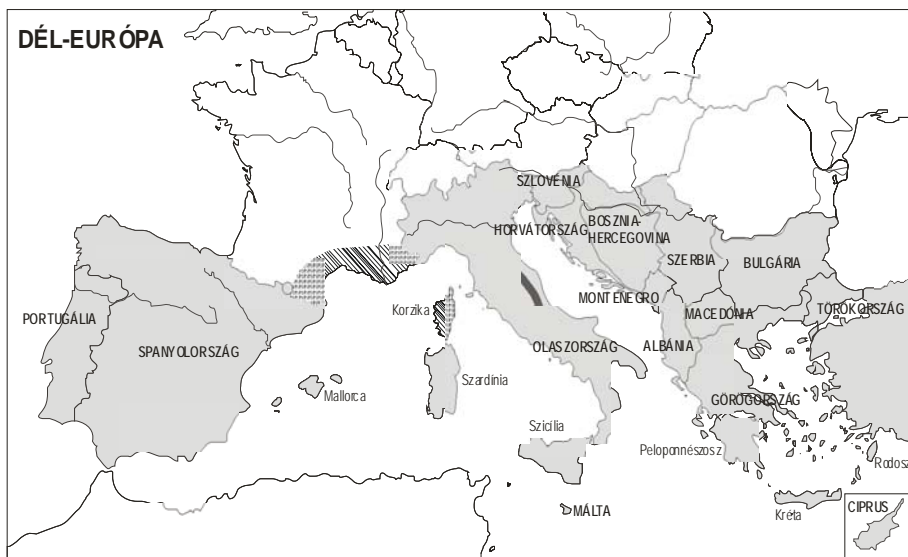 DÉL-EURÓPA
SZLOVÉNIA
HORVÁTORSZÁG
BOSZNIA-
HERCEGOVINA
SZERBIA
BULGÁRIA
MONTENEGRO
MACEDÓNIA
TÖRÖKORSZÁG
PORTUGÁLIA
Korzika
SPANYOLORSZÁG
OLASZORSZÁG
ALBÁNIA
Szardínia
Mallorca
GÖRÖGORSZÁG
Szicília
Peloponnészosz
Rodosz
MÁLTA
Kréta
CIPRUS